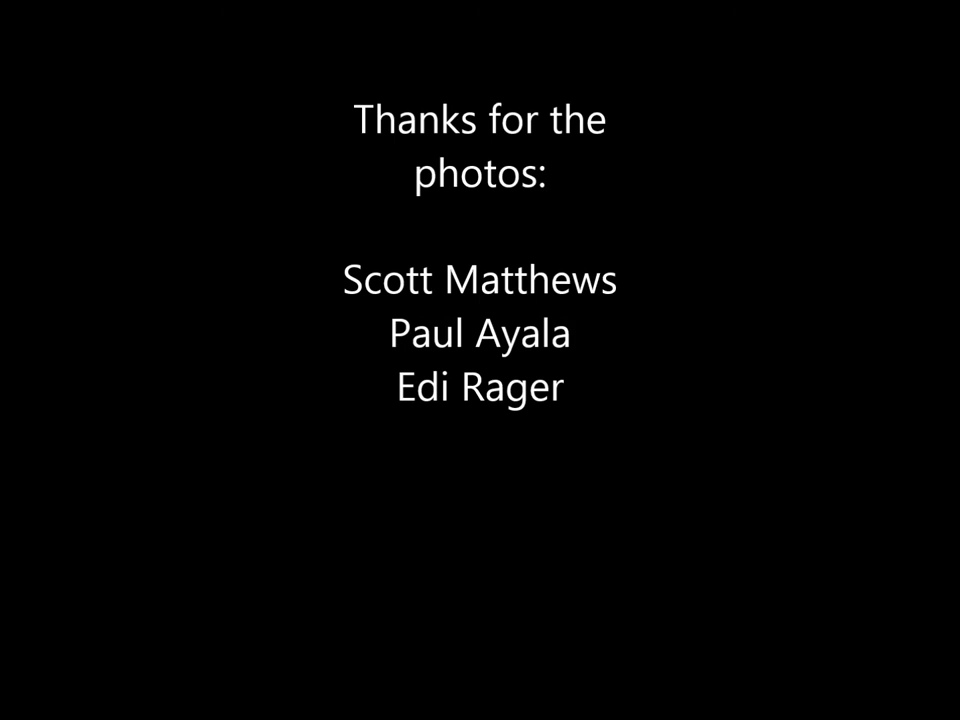 Thanks for the
photos:
Scott Matthews
Paul Ayala
Edi Rager